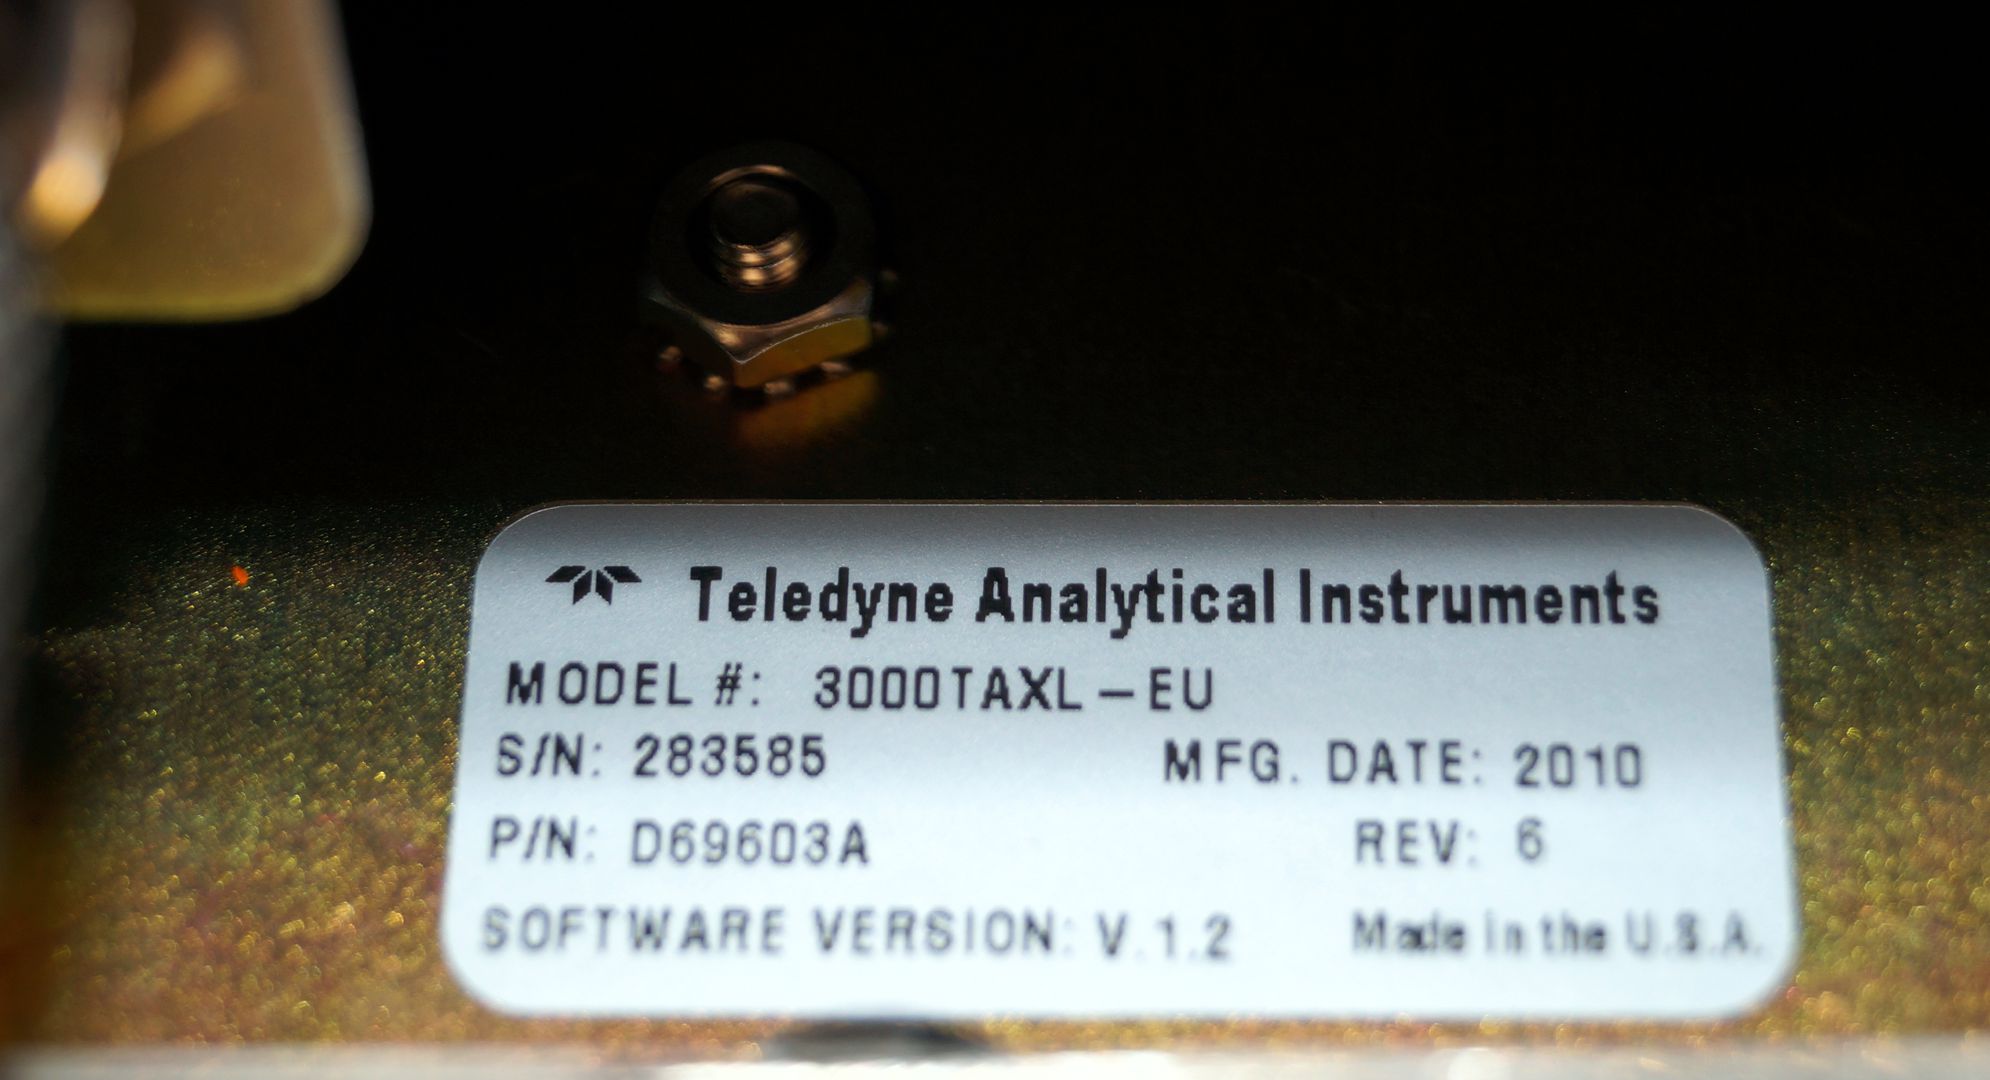 Teledyne Analytical Instruments
MODEL #: 3000TAXL-EU
S/N: 283585 MFG. DATE: 2010
P/N: D69603A REV: 6
SOFTWARE VERSION: V.1.2 Made in the U.S.A.